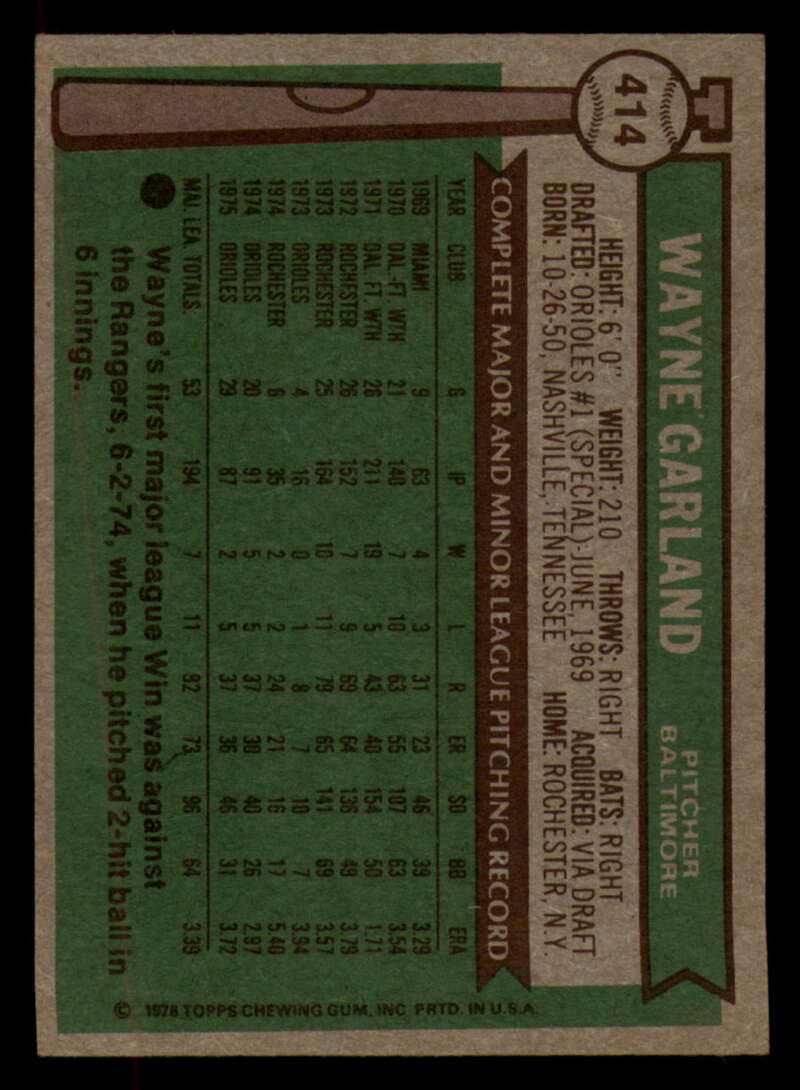 414
WAYNE GARLAND
PITCHER
BALTIMORE
HEIGHT: 6' 0" WEIGHT: 210 THROWS: RIGHT BATS: RIGHT
DRAFTED: ORIOLES #1 (SPECIAL)-JUNE, 1969 ACQUIRED: VIA DRAFT
BORN: 10-26-50, NASHVILLE, TENNESSEE HOME: ROCHESTER, N.Y.
COMPLETE MAJOR AND MINOR LEAGUE PITCHING RECORD
YEAR CLUB G IP W L R ER SO BB ERA
1969 MIAMI 9 63 4 3 31 23 46 39 3.29
1970 DAL.-FT. WTH 21 140 7 10 63 55 107 63 3.54
1971 DAL. FT. WTH 26 211 19 5 43 40 154 50 1.71
1972 ROCHESTER 26 152 7 9 69 64 136 49 3.79
1973 ROCHESTER 25 164 10 11 79 65 141 69 3.57
1973 ORIOLES 4 16 0 1 8 7 10 7 3.94
1974 ROCHESTER 6 35 2 2 24 21 16 17 5.40
1974 ORIOLES 20 91 5 5 37 30 40 26 2.97
1975 ORIOLES 29 87 2 5 37 36 46 31 3.72
MAJ. LEA. TOTALS 53 194 7 11 82 73 96 64 3.39
Wayne's first major league Win was against
the Rangers, 6-2-74, when he pitched 2-hit ball in
6 innings.
© 1976 TOPPS CHEWING GUM, INC. PRTD. IN U.S.A.